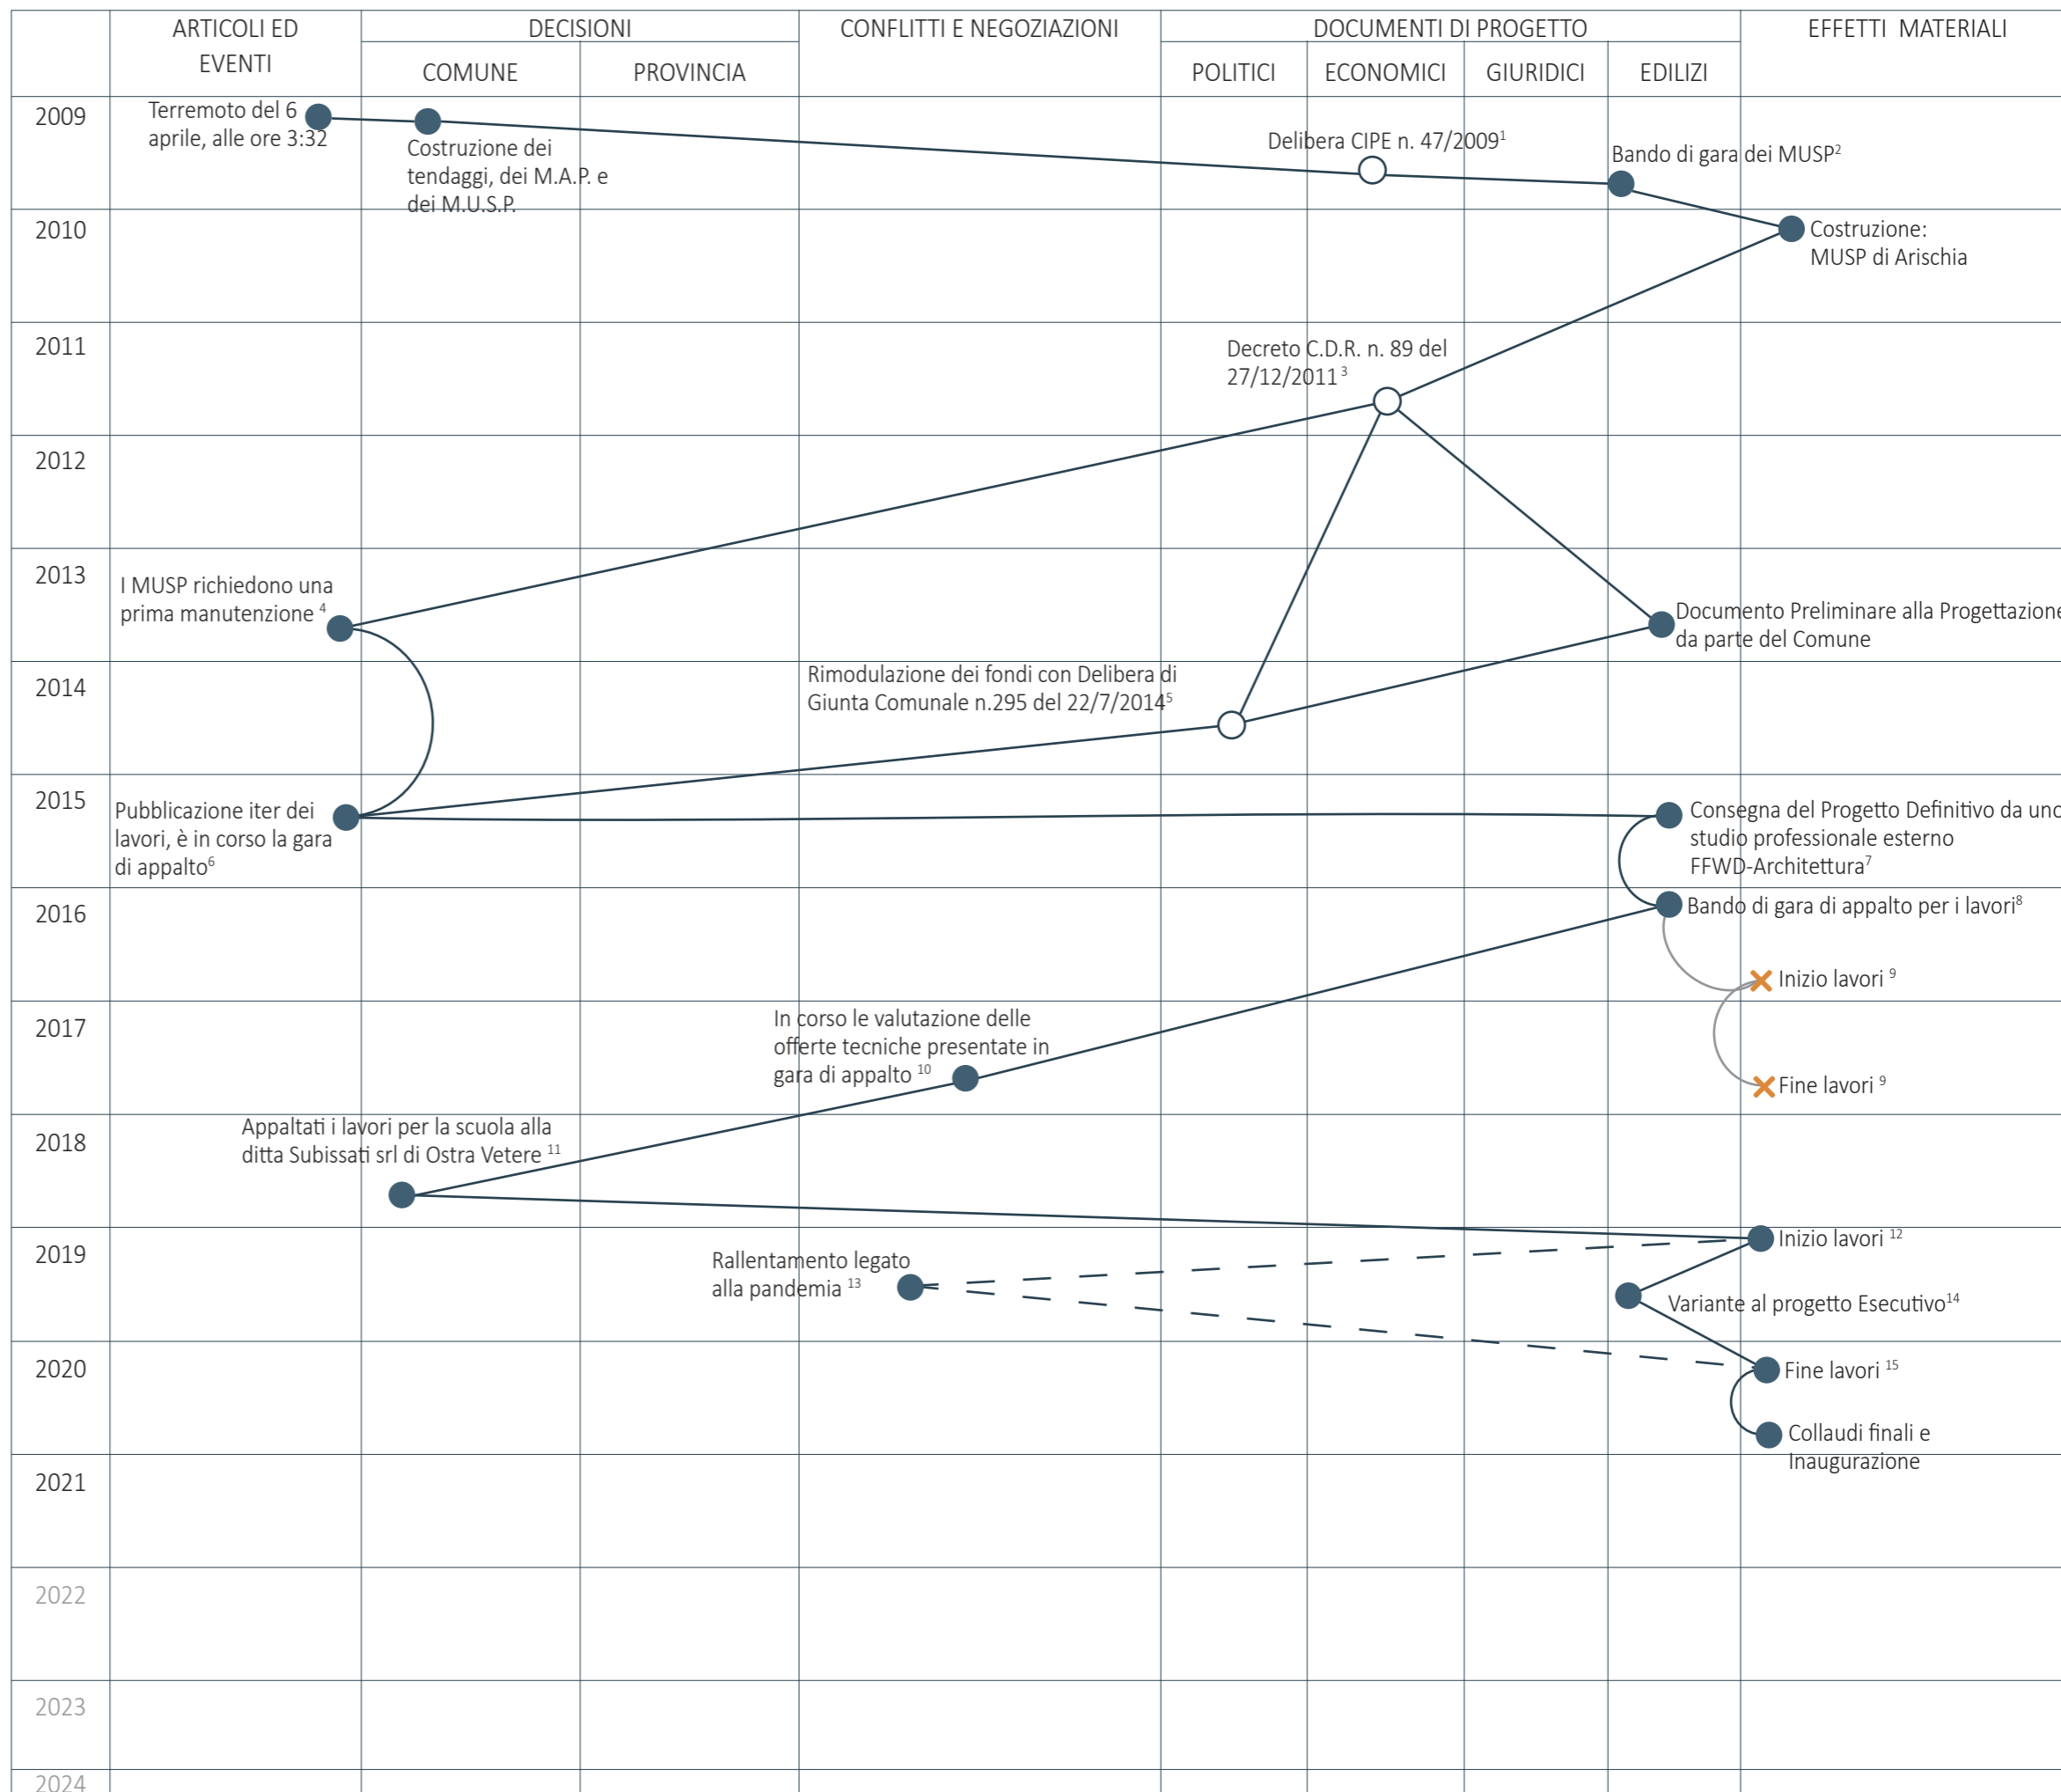 ARTICOLI ED
EVENTI
DECISIONI
CONFLITTI E NEGOZIAZIONI
DOCUMENTI DI PROGETTO
EFFETTI MATERIALI
COMUNE
PROVINCIA
POLITICI
ECONOMICI
GIURIDICI
EDILIZI
2009
Terremoto del 6
aprile, alle ore 3:32
Costruzione dei
tendaggi, dei M.A.P. e
dei M.U.S.P.
Delibera CIPE n. 47/2009¹
Bando di gara dei MUSP²
2010
Costruzione:
MUSP di Arischia
2011
Decreto C.D.R. n. 89 del
27/12/2011 ³
2012
2013
I MUSP richiedono una
prima manutenzione ⁴
Documento Preliminare alla Progettazione
da parte del Comune
2014
Rimodulazione dei fondi con Delibera di
Giunta Comunale n.295 del 22/7/2014⁵
2015
Pubblicazione iter dei
lavori, è in corso la gara
di appalto⁶
Consegna del Progetto Definitivo da uno
studio professionale esterno
FFWD-Architettura⁷
2016
Bando di gara di appalto per i lavori⁸
Inizio lavori ⁹
2017
In corso le valutazione delle
offerte tecniche presentate in
gara di appalto ¹⁰
Fine lavori ⁹
2018
Appaltati i lavori per la scuola alla
ditta Subissati srl di Ostra Vetere ¹¹
2019
Inizio lavori ¹²
Rallentamento legato
alla pandemia ¹³
Variante al progetto Esecutivo¹⁴
2020
Fine lavori ¹⁵
Collaudi finali e
Inaugurazione
2021
2022
2023
2024